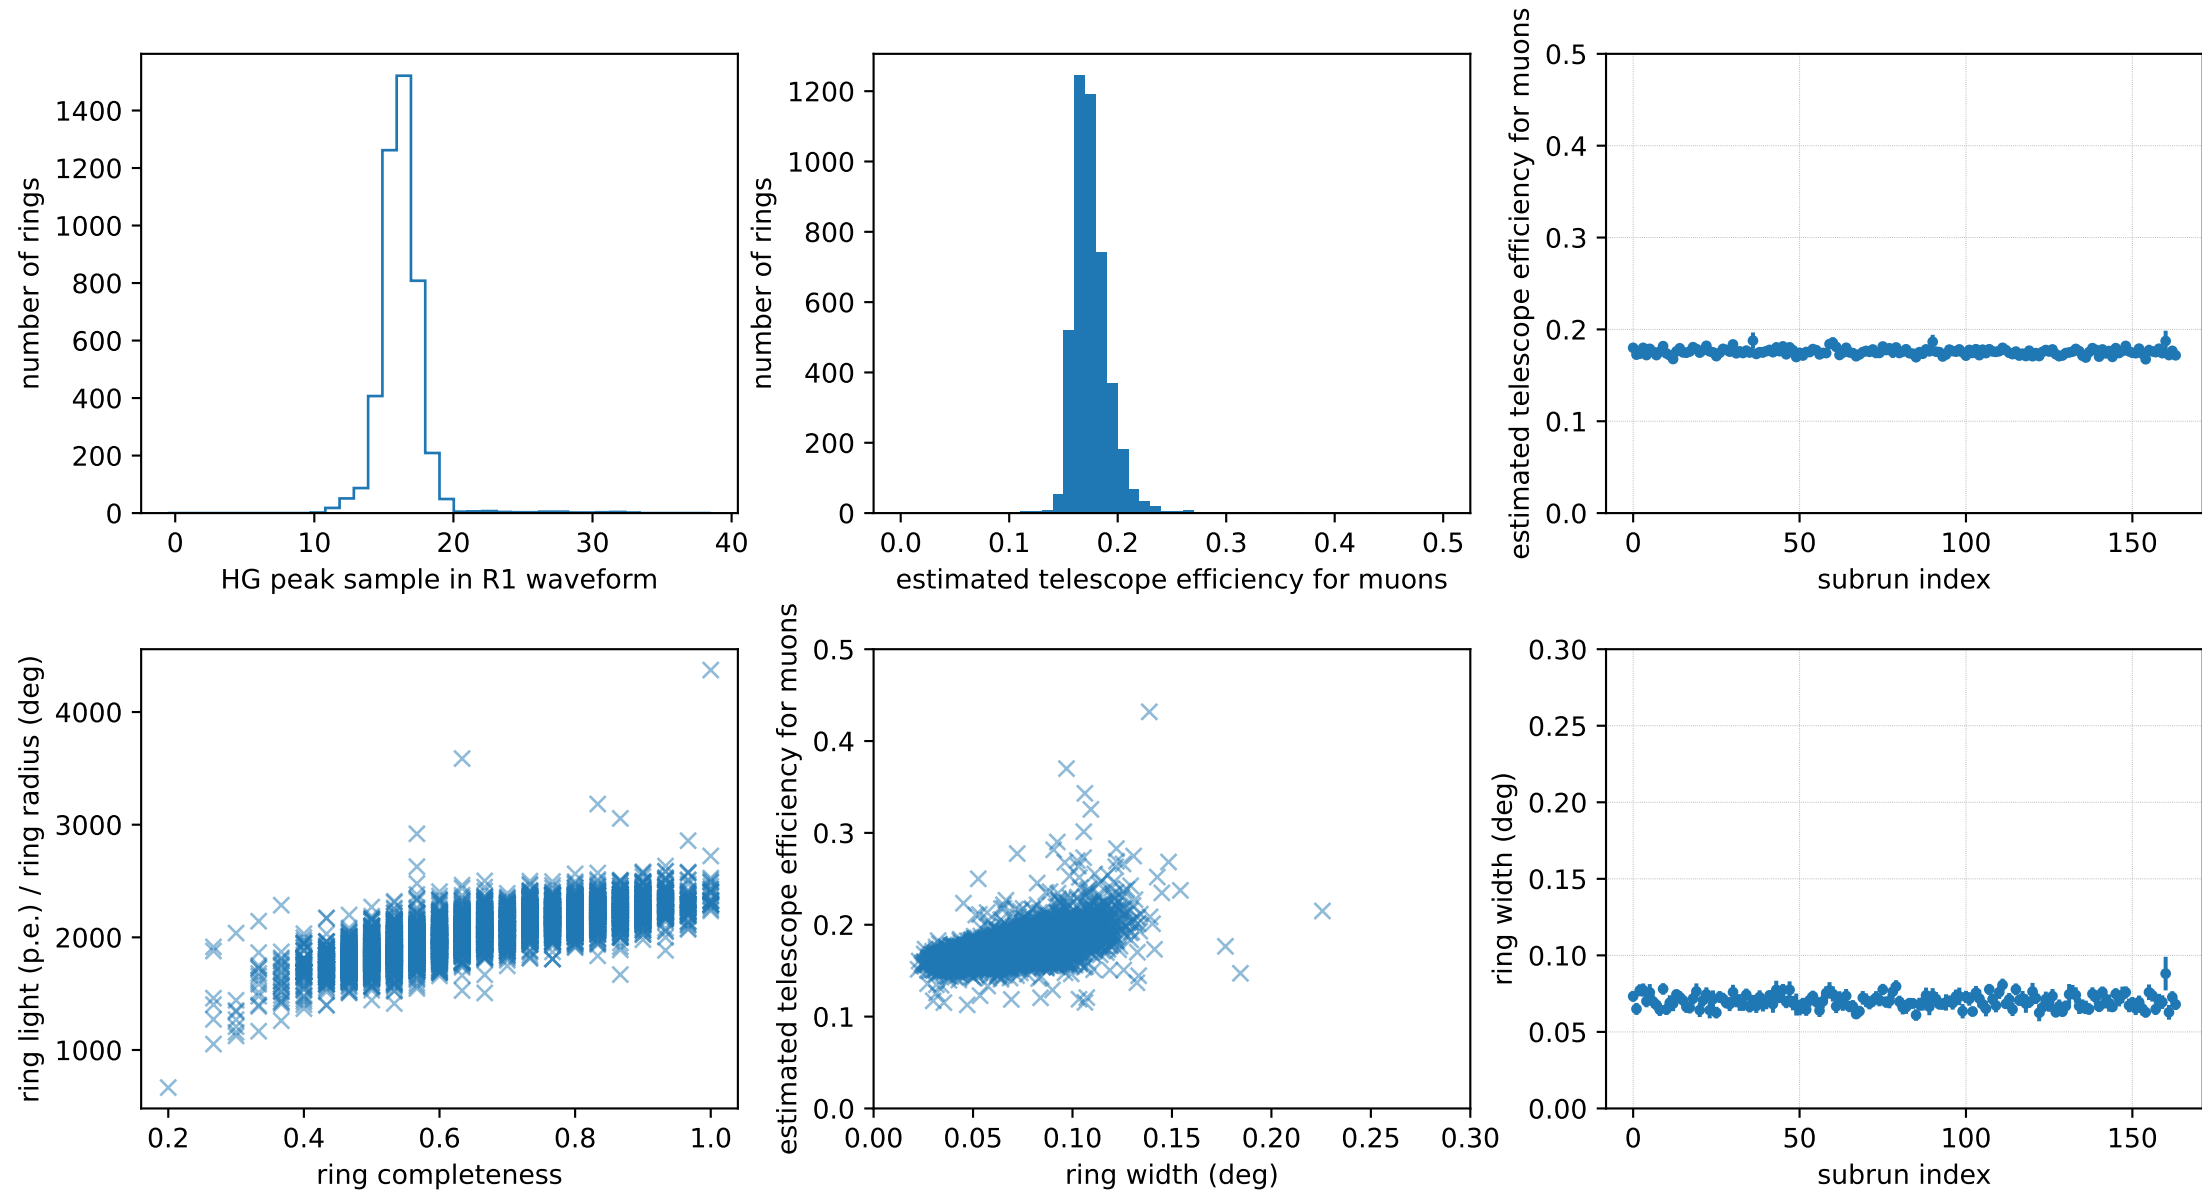 number of rings
1400
1200
1000
800
600
400
200
0
0 10 20 30 40
HG peak sample in R1 waveform
number of rings
1200
1000
800
600
400
200
0
0.0 0.1 0.2 0.3 0.4 0.5
estimated telescope efficiency for muons
estimated telescope efficiency for muons
0.5
0.4
0.3
0.2
0.1
0.0
0 50 100 150
subrun index
ring light (p.e.) / ring radius (deg)
4000
3000
2000
1000
0.2 0.4 0.6 0.8 1.0
ring completeness
estimated telescope efficiency for muons
0.5
0.4
0.3
0.2
0.1
0.0
0.00 0.05 0.10 0.15 0.20 0.25 0.30
ring width (deg)
ring width (deg)
0.30
0.25
0.20
0.15
0.10
0.05
0.00
0 50 100 150
subrun index